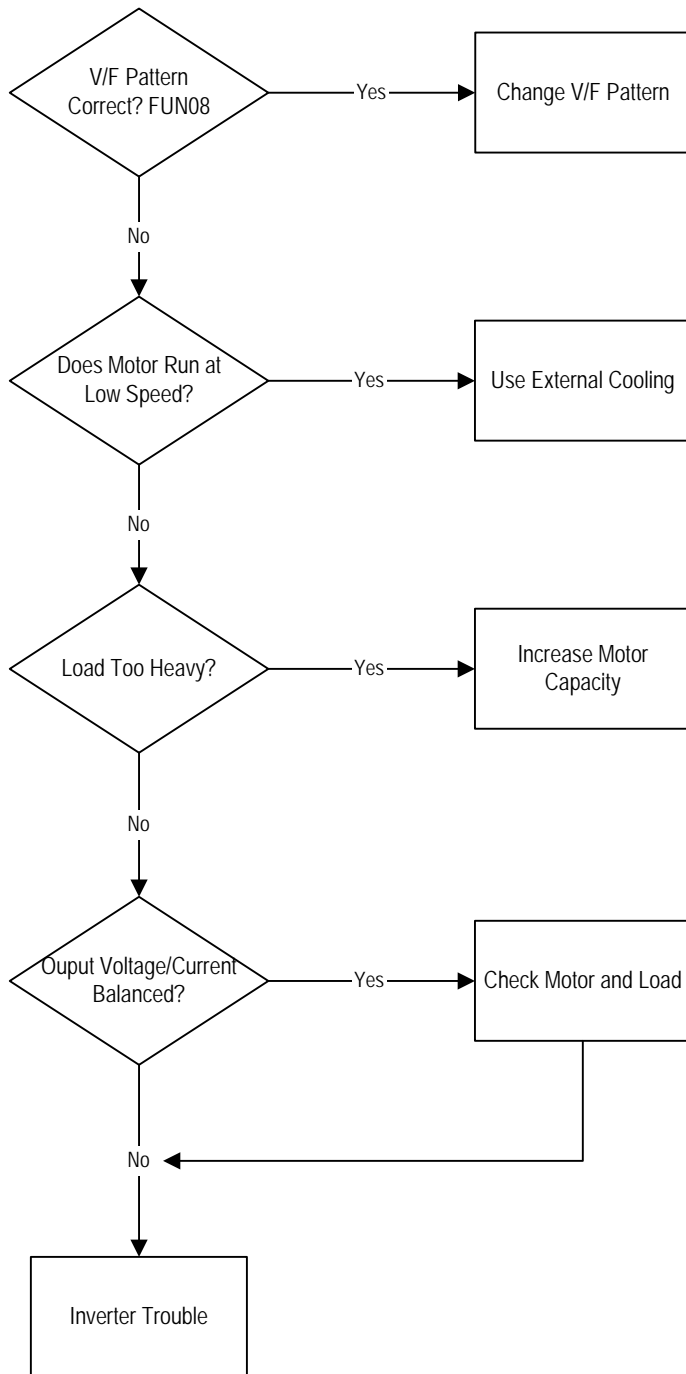 V/F Pattern
Correct? FUN08
Yes
Change V/F Pattern
No
Does Motor Run at
Low Speed?
Yes
Use External Cooling
No
Load Too Heavy?
Yes
Increase Motor
Capacity
No
Ouput Voltage/Current
Balanced?
Yes
Check Motor and Load
No
Inverter Trouble